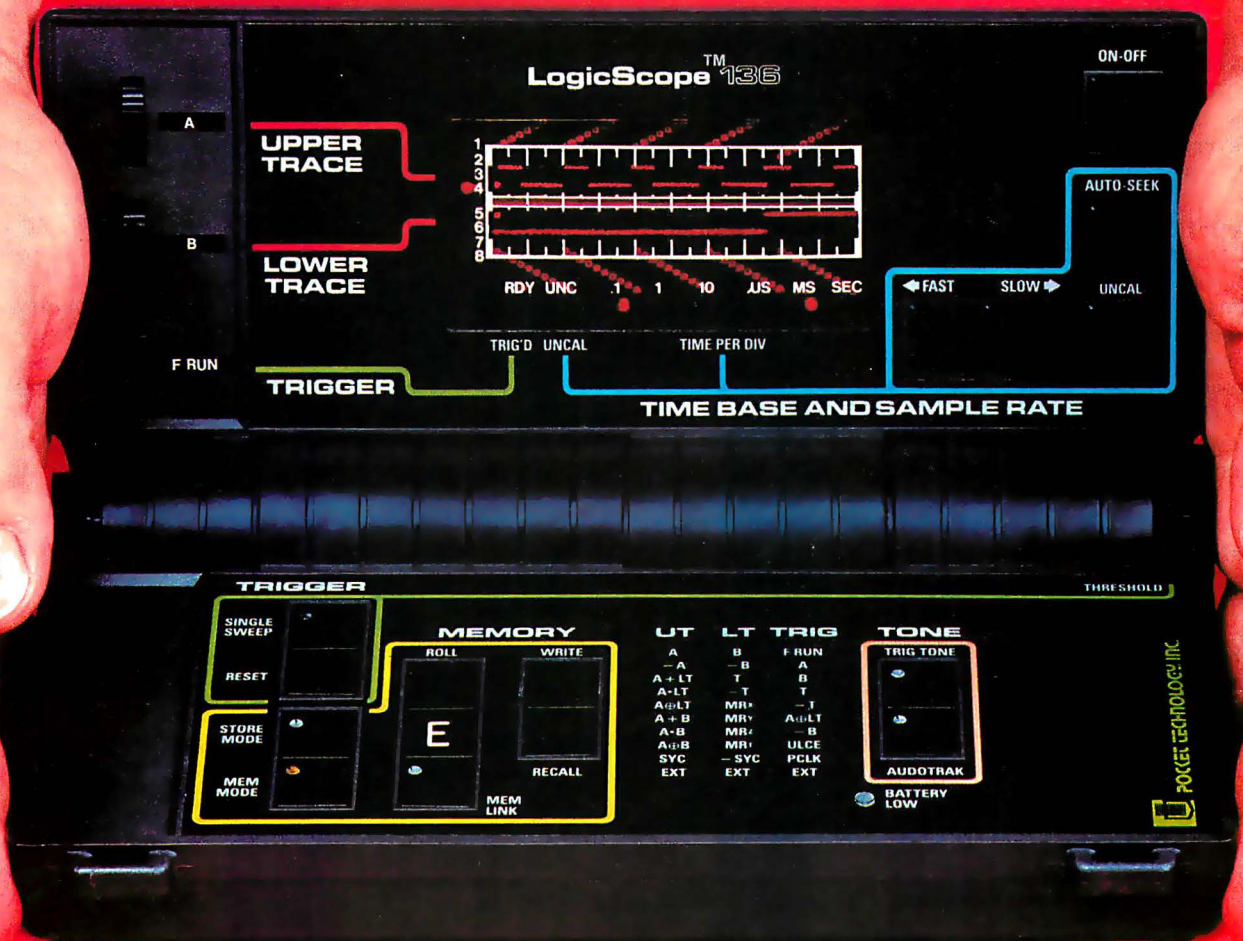 LogicScope™ 136
ON-OFF
A
UPPER
TRACE
1
2
3
4
5
6
7
8
B
LOWER
TRACE
AUTO-SEEK
FAST
SLOW
UNCAL
RDY UNC .1 1 10 US MS SEC
TRIG'D UNCAL
TIME PER DIV
F RUN
TRIGGER
TIME BASE AND SAMPLE RATE
TRIGGER
THRESHOLD
SINGLE
SWEEP
RESET
MEMORY
ROLL
WRITE
E
RECALL
STORE
MODE
MEM
MODE
MEM
LINK
UT LT TRIG
A B F RUN
–A –B A
A+LT T B
A•LT –T T
A⊕LT –T
A+B A⊕LT
A•B –B
A⊕B ULCE
SYC –SYC PCLK
EXT EXT EXT
TONE
TRIG TONE
AUDOTRAK
BATTERY
LOW
POCKET TECHNOLOGY INC.